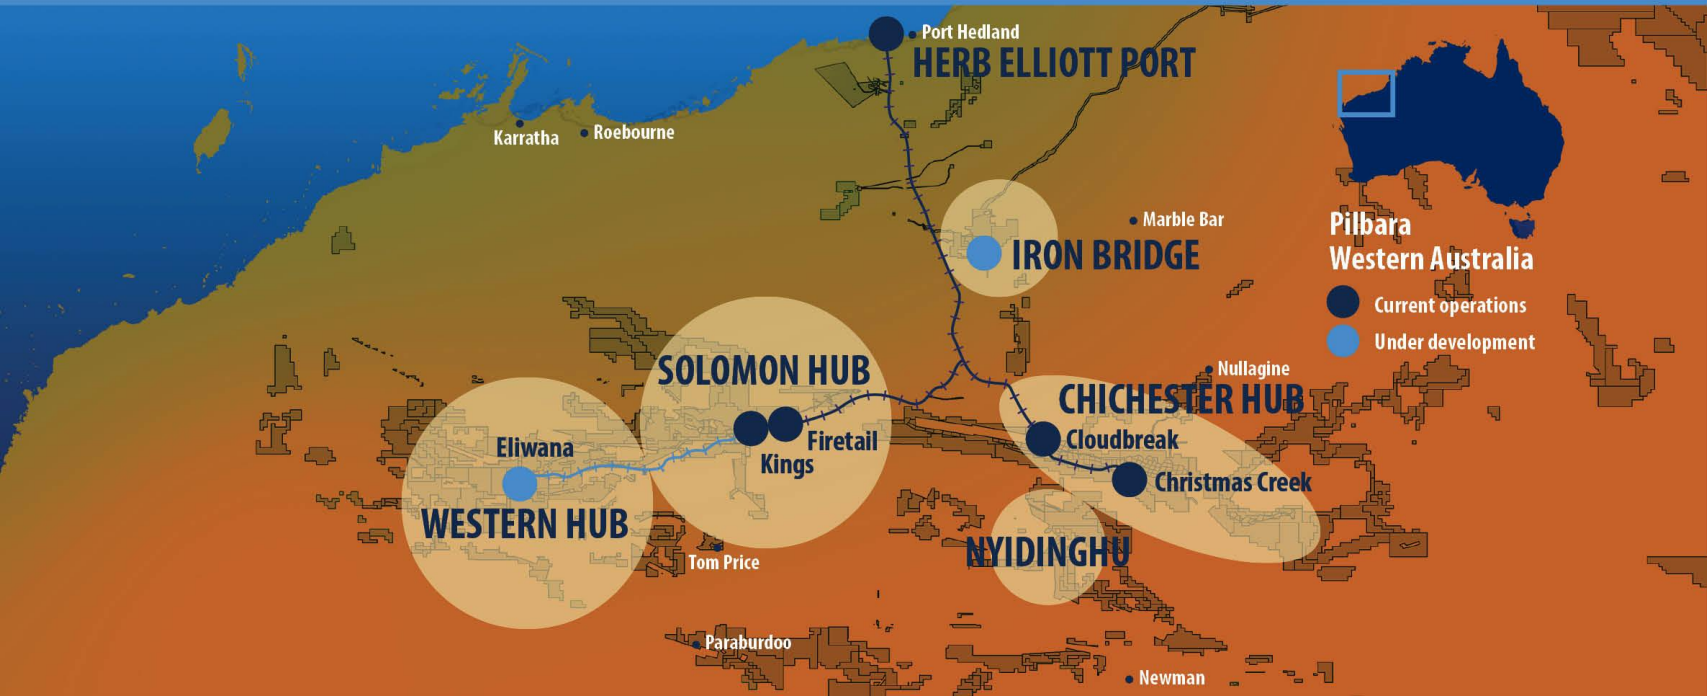 Port Hedland
HERB ELLIOTT PORT
Karratha
Roebourne
Marble Bar
IRON BRIDGE
Pilbara
Western Australia
Current operations
Under development
SOLOMON HUB
Firetail
Kings
Nullagine
CHICHESTER HUB
Cloudbreak
Christmas Creek
Eliwana
WESTERN HUB
NYIDINGHU
Tom Price
Paraburdoo
Newman